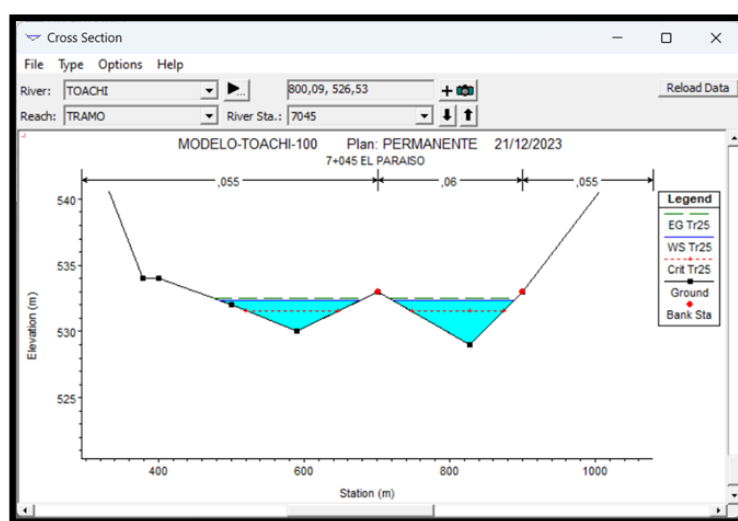 Cross Section
File Type Options Help
River: TOACHI 800,09, 526,53 Reload Data
Reach: TRAMO River Sta.: 7045
MODELO-TOACHI-100 Plan: PERMANENTE 21/12/2023
7+045 EL PARAISO
,055 ,06 ,055
Legend
EG Tr25
WS Tr25
Crit Tr25
Ground
Bank Sta
540
535
530
525
Elevation (m)
400 600 800 1000
Station (m)